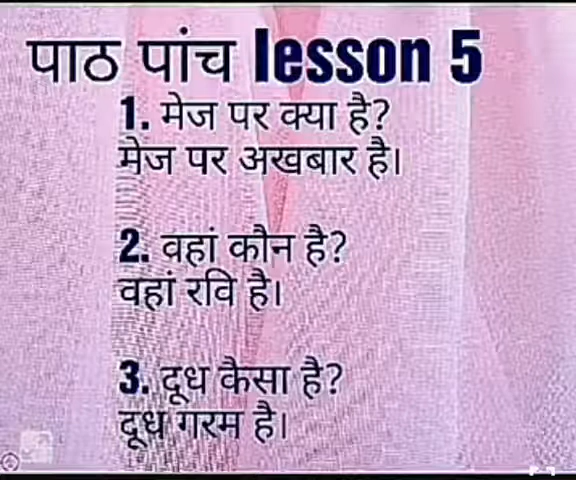 पाठ पांच lesson 5
1. मेज पर क्या है?
मेज पर अखबार है।
2. वहां कौन है?
वहां रवि है।
3. दूध कैसा है?
दूध गरम है।